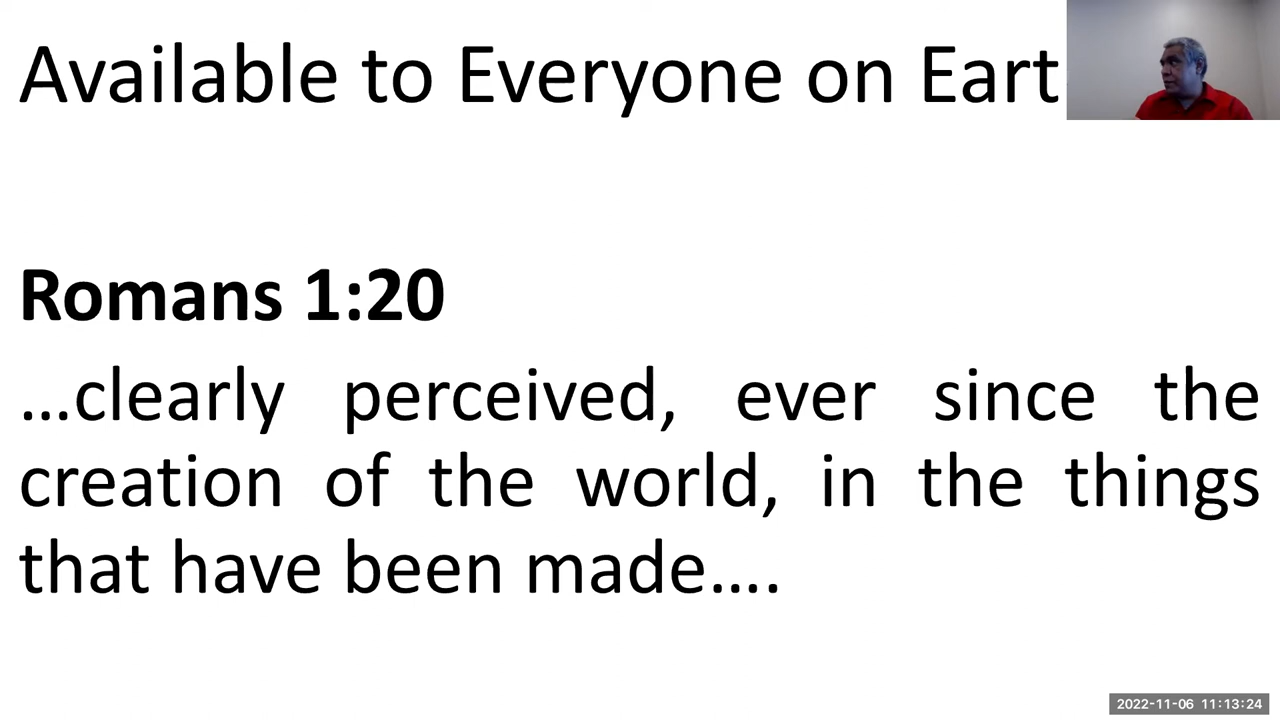 Available to Everyone on Eart
Romans 1:20
...clearly perceived, ever since the
creation of the world, in the things
that have been made....
2022-11-06 11:13:24